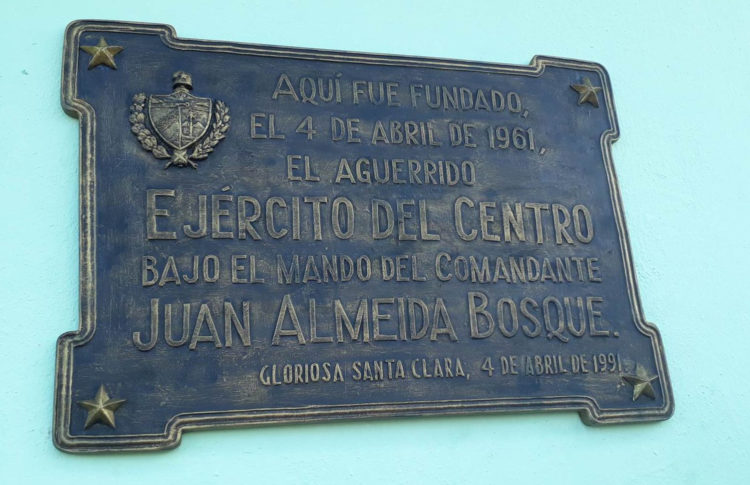 AQUÍ FUE FUNDADO,
EL 4 DE ABRIL DE 1961,
EL AGUERRIDO
EJÉRCITO DEL CENTRO
BAJO EL MANDO DEL COMANDANTE
JUAN ALMEIDA BOSQUE.
GLORIOSA SANTA CLARA, 4 DE ABRIL DE 1991.